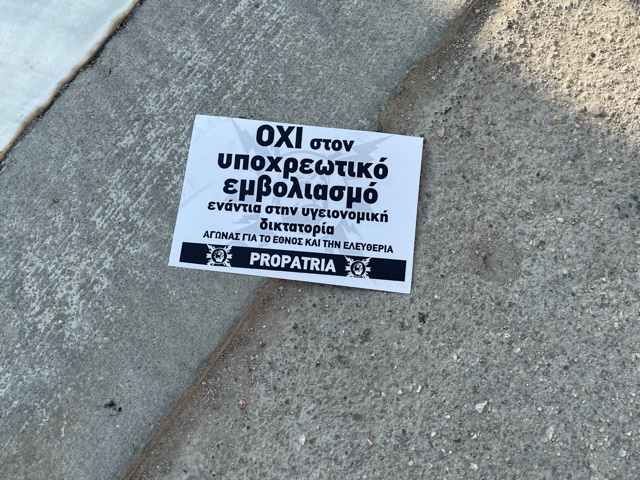 ΟΧΙ στον
υποχρεωτικό
εμβολιασμό
ενάντια στην υγειονομική
δικτατορία
ΑΓΩΝΑΣ ΓΙΑ ΤΟ ΕΘΝΟΣ ΚΑΙ ΤΗΝ ΕΛΕΥΘΕΡΙΑ
PROPATRIA